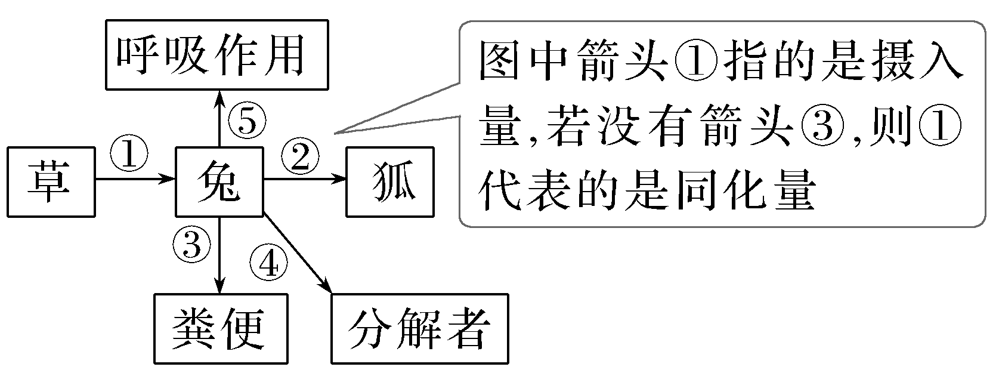 呼吸作用
图中箭头①指的是摄入
量,若没有箭头③,则①
代表的是同化量
⑤
①
②
草
兔
狐
③
④
粪便
分解者